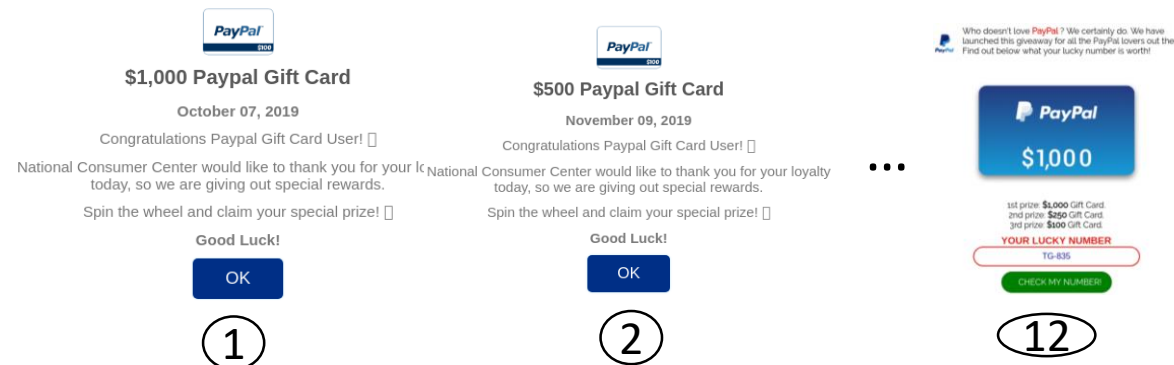 PayPal
$100
$1,000 Paypal Gift Card
October 07, 2019
Congratulations Paypal Gift Card User!
National Consumer Center would like to thank you for your
today, so we are giving out special rewards.
Spin the wheel and claim your special prize!
Good Luck!
OK
1
PayPal
$100
$500 Paypal Gift Card
November 09, 2019
Congratulations Paypal Gift Card User!
National Consumer Center would like to thank you for your loyalty
today, so we are giving out special rewards.
Spin the wheel and claim your special prize!
Good Luck!
OK
2
...
PayPal
Who doesn't love PayPal ? We certainly do. We have
launched this giveaway for all the PayPal lovers out the
Find out below what your lucky number is worth!
PayPal
$1,000
1st prize: $1,000 Gift Card.
2nd prize: $250 Gift Card.
3rd prize: $100 Gift Card.
YOUR LUCKY NUMBER
TG-835
CHECK MY NUMBER!
12